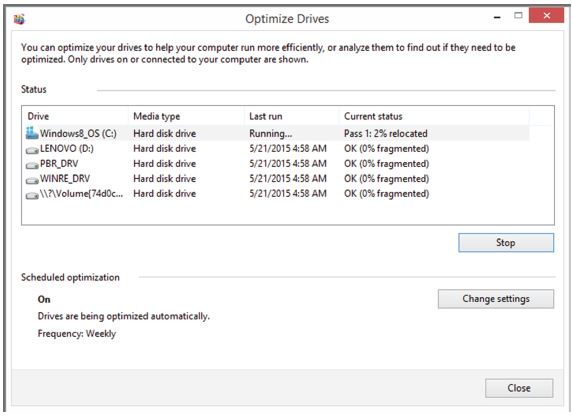 Optimize Drives
You can optimize your drives to help your computer run more efficiently, or analyze them to find out if they need to be
optimized. Only drives on or connected to your computer are shown.
Status
Drive Media type Last run Current status
Windows8_OS (C:) Hard disk drive Running... Pass 1: 2% relocated
LENOVO (D:) Hard disk drive 5/21/2015 4:58 AM OK (0% fragmented)
PBR_DRV Hard disk drive 5/21/2015 4:58 AM OK (0% fragmented)
WINRE_DRV Hard disk drive 5/21/2015 4:58 AM OK (0% fragmented)
\\?\Volume{74d0c... Hard disk drive 5/21/2015 4:58 AM OK (0% fragmented)
Stop
Scheduled optimization
On
Change settings
Drives are being optimized automatically.
Frequency: Weekly
Close